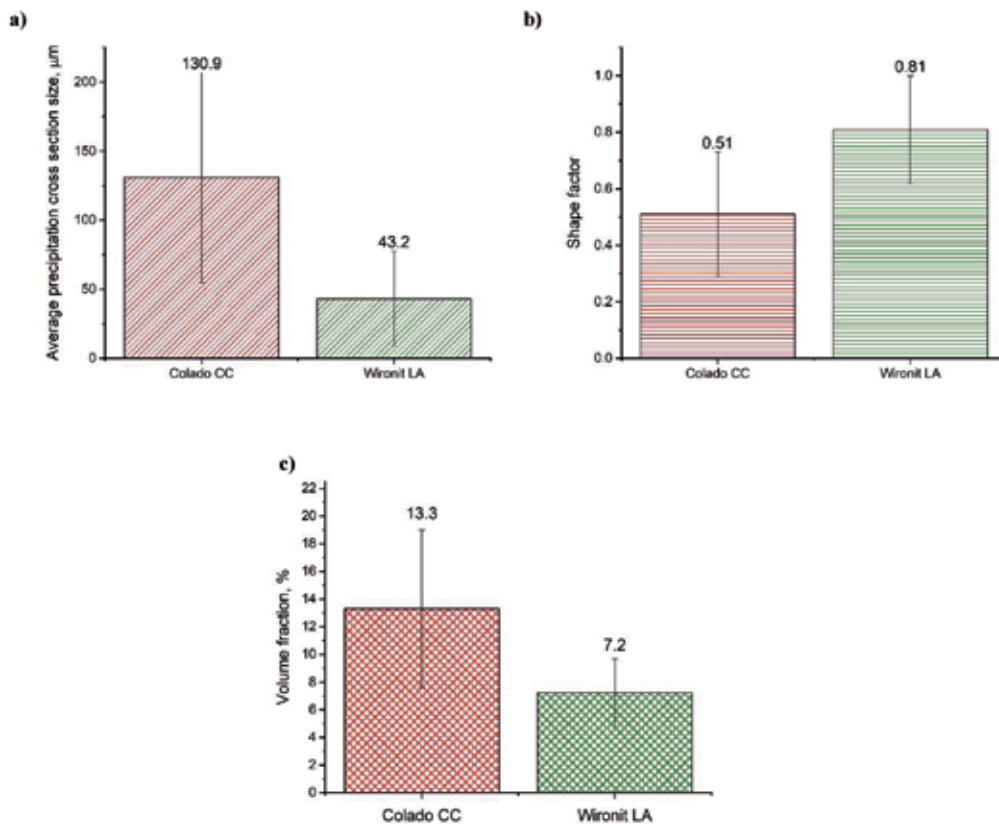 a)
130.9
43.2
200
150
100
50
0
Average precipitation cross section size, µm
Colado CC
Wironit LA
b)
0.81
0.51
1.0
0.8
0.6
0.4
0.2
0.0
Shape factor
Colado CC
Wironit LA
c)
13.3
7.2
22
20
18
16
14
12
10
8
6
4
2
0
Volume fraction, %
Colado CC
Wironit LA